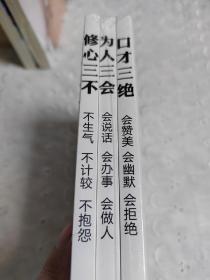 口才三绝
会赞美 会幽默 会拒绝
为人三会
会说话 会办事 会做人
修心三不
不生气 不计较 不抱怨